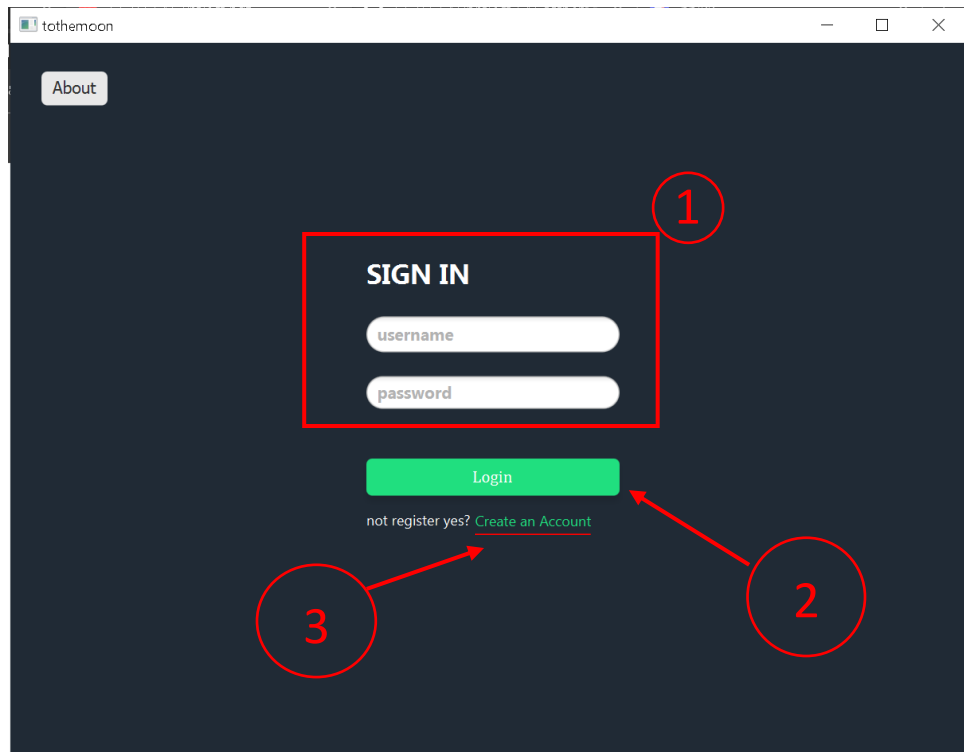 tothemoon
About
1
SIGN IN
username
password
Login
not register yes? Create an Account
3
2